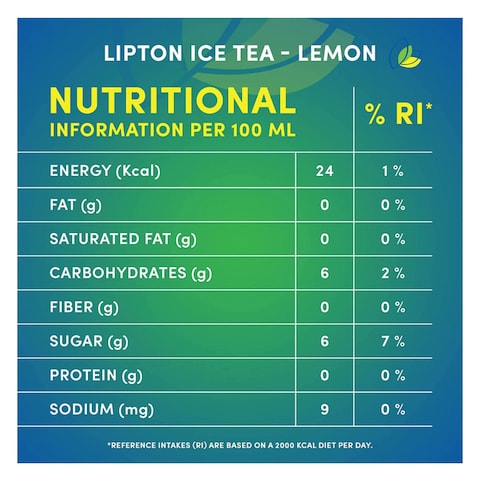 LIPTON ICE TEA - LEMON
NUTRITIONAL
INFORMATION PER 100 ML
% RI*
ENERGY (Kcal) 24 1 %
FAT (g) 0 0 %
SATURATED FAT (g) 0 0 %
CARBOHYDRATES (g) 6 2 %
FIBER (g) 0 0 %
SUGAR (g) 6 7 %
PROTEIN (g) 0 0 %
SODIUM (mg) 9 0 %
*REFERENCE INTAKES (RI) ARE BASED ON A 2000 KCAL DIET PER DAY.